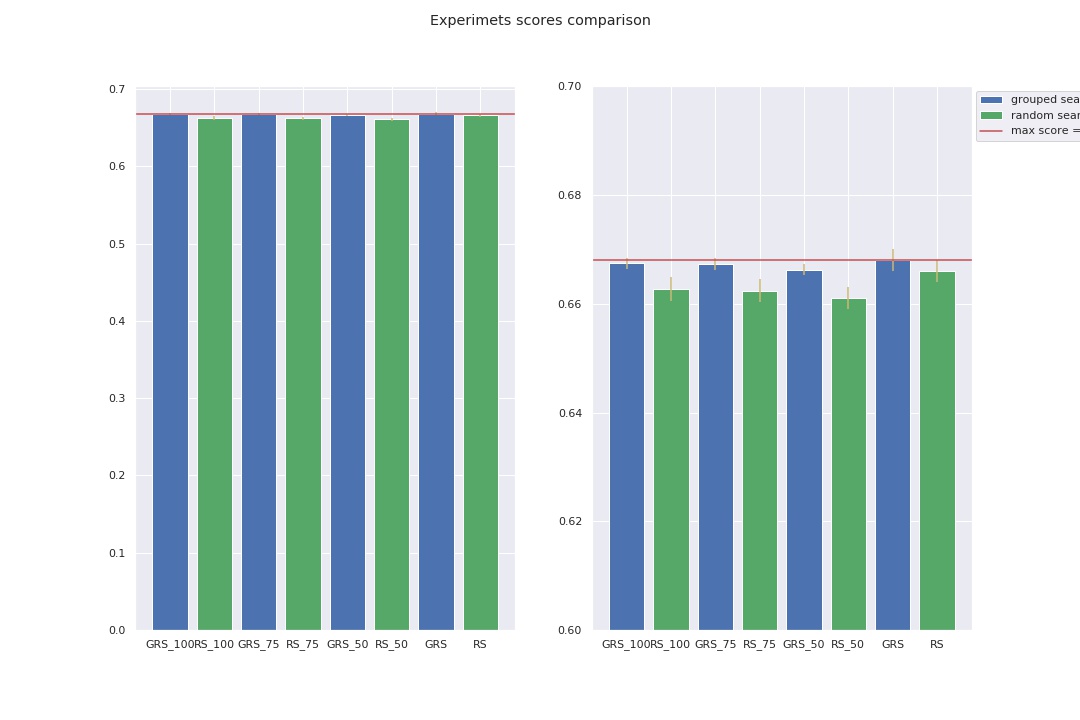 Experimets scores comparison
0.7
0.6
0.5
0.4
0.3
0.2
0.1
0.0
GRS_100 RS_100 GRS_75 RS_75 GRS_50 RS_50 GRS RS
0.70
0.68
0.66
0.64
0.62
0.60
GRS_100 RS_100 GRS_75 RS_75 GRS_50 RS_50 GRS RS
grouped sea
random sear
max score =